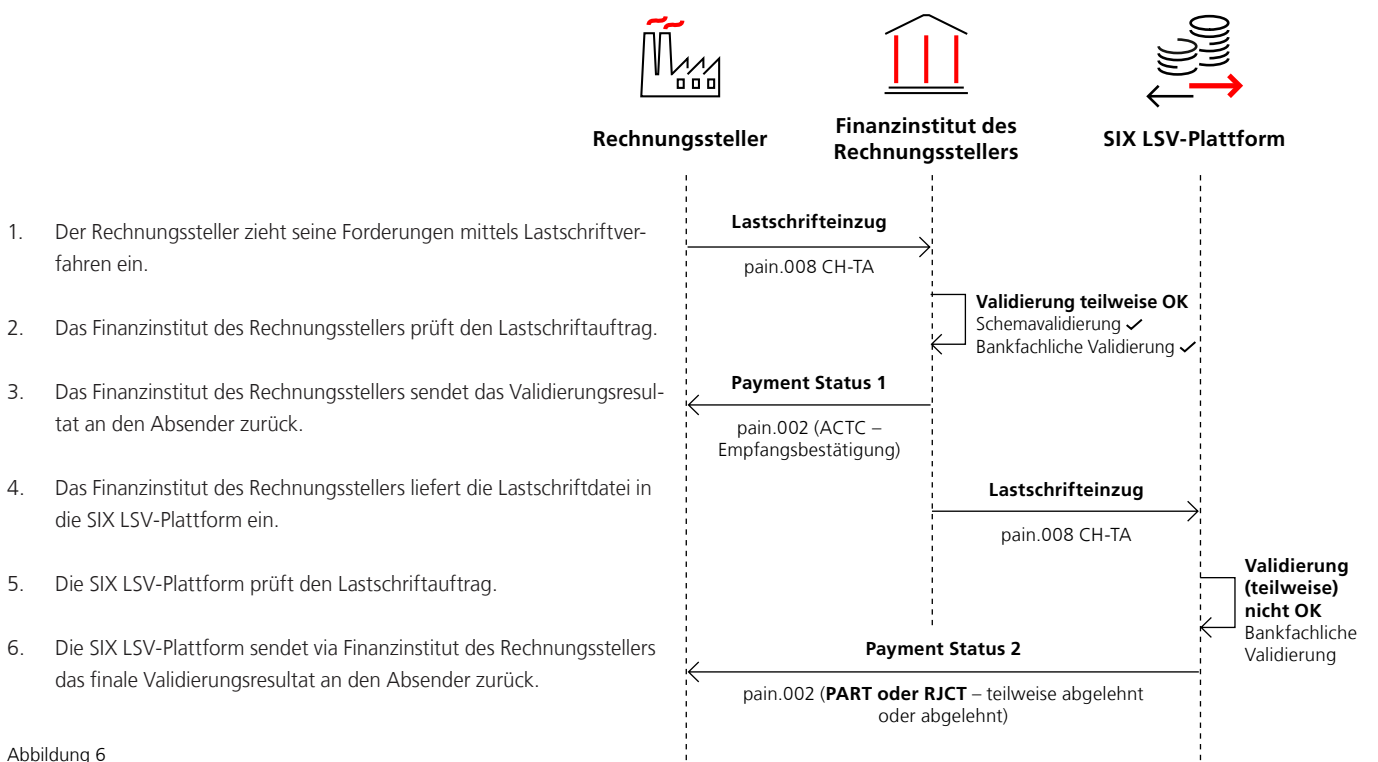 Rechnungssteller
Finanzinstitut des
Rechnungsstellers
SIX LSV-Plattform
1. Der Rechnungssteller zieht seine Forderungen mittels Lastschriftver-
fahren ein.
2. Das Finanzinstitut des Rechnungsstellers prüft den Lastschriftauftrag.
3. Das Finanzinstitut des Rechnungsstellers sendet das Validierungsresul-
tat an den Absender zurück.
4. Das Finanzinstitut des Rechnungsstellers liefert die Lastschriftdatei in
die SIX LSV-Plattform ein.
5. Die SIX LSV-Plattform prüft den Lastschriftauftrag.
6. Die SIX LSV-Plattform sendet via Finanzinstitut des Rechnungsstellers
das finale Validierungsresultat an den Absender zurück.
Lastschrifteinzug
pain.008 CH-TA
Validierung teilweise OK
Schemavalidierung ✓
Bankfachliche Validierung ✓
Payment Status 1
pain.002 (ACTC –
Empfangsbestätigung)
Lastschrifteinzug
pain.008 CH-TA
Validierung
(teilweise)
nicht OK
Bankfachliche
Validierung
Payment Status 2
pain.002 (PART oder RJCT – teilweise abgelehnt
oder abgelehnt)
Abbildung 6